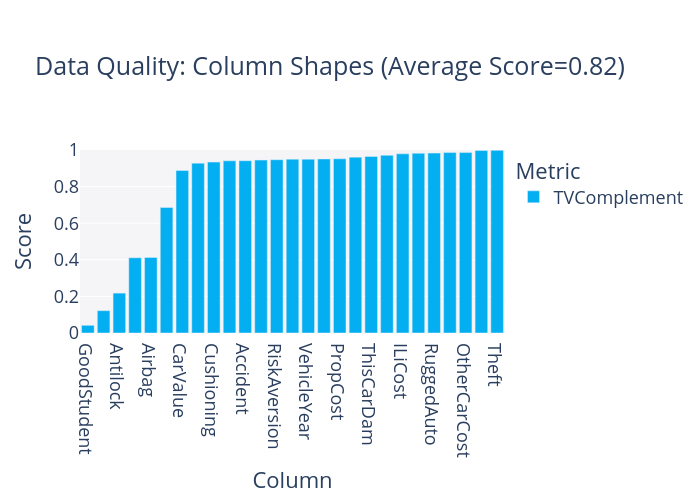 Data Quality: Column Shapes (Average Score=0.82)
1
0.8
0.6
0.4
0.2
0
Score
GoodStudent
Antilock
Airbag
CarValue
Cushioning
Accident
RiskAversion
VehicleYear
PropCost
ThisCarDam
ILiCost
RuggedAuto
OtherCarCost
Theft
Column
Metric
TVComplement